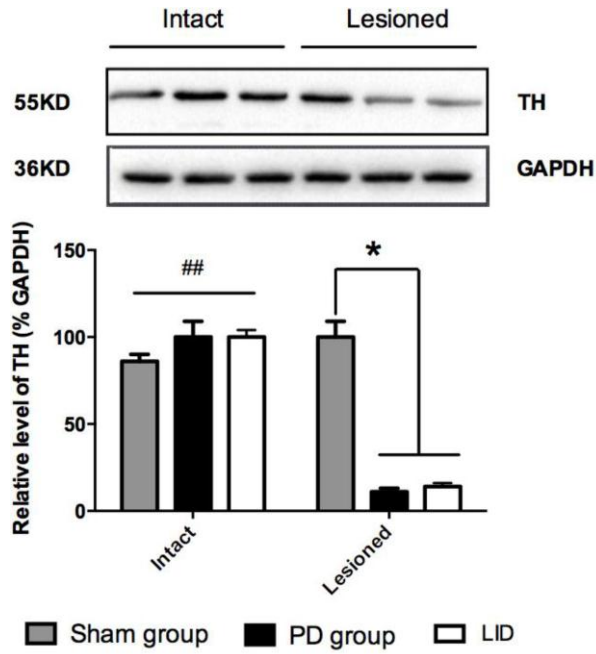 Intact Lesioned
55KD TH
36KD GAPDH
Relative level of TH (% GAPDH)
150
100
50
0
##
*
Intact
Lesioned
Sham group PD group LID